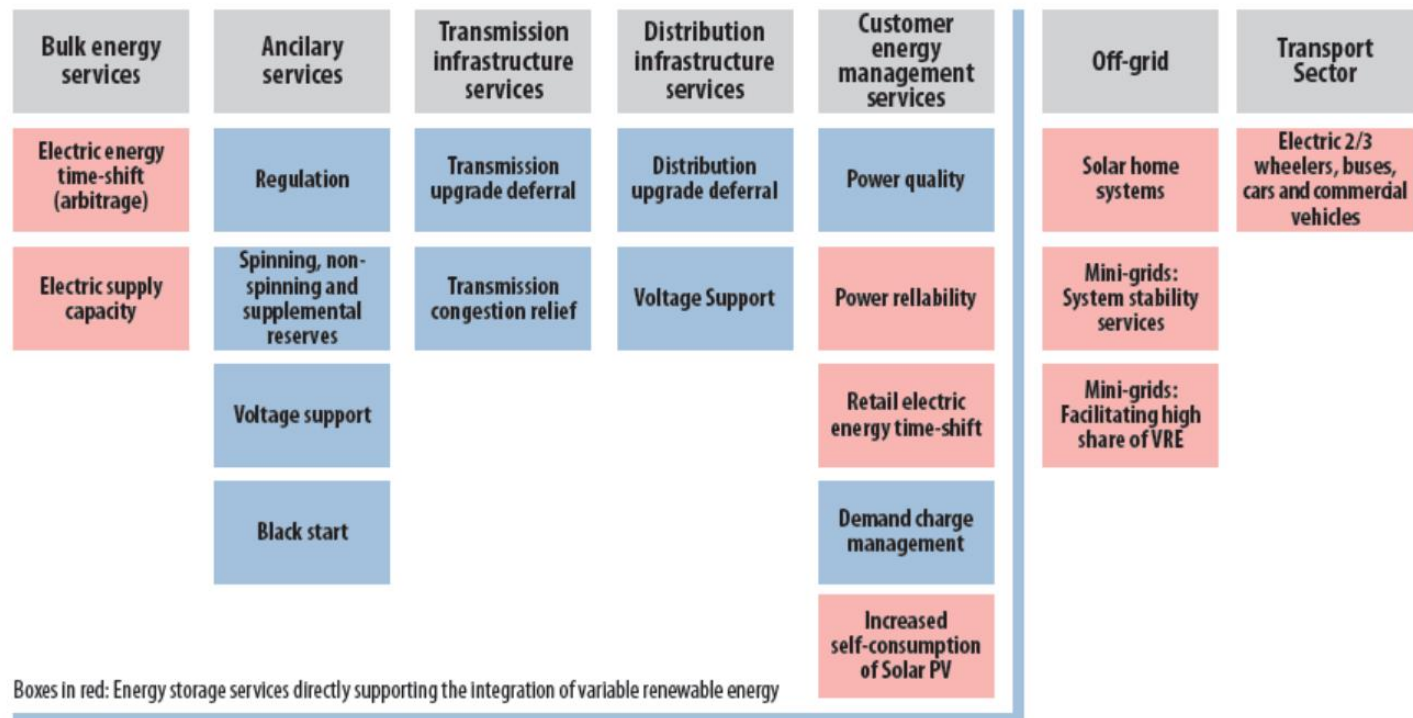 Bulk energy
services
Ancilary
services
Transmission
infrastructure
services
Distribution
infrastructure
services
Customer
energy
management
services
Off-grid
Transport
Sector
Electric energy
time-shift
(arbitrage)
Electric supply
capacity
Regulation
Spinning, non-
spinning and
supplemental
reserves
Voltage support
Black start
Transmission
upgrade deferral
Transmission
congestion relief
Distribution
upgrade deferral
Voltage Support
Power quality
Power rellability
Retail electric
energy time-shift
Demand charge
management
Increased
self-consumption
of Solar PV
Solar home
systems
Mini-grids:
System stability
services
Mini-grids:
Facilitating high
share of VRE
Electric 2/3
wheelers, buses,
cars and commercial
vehicles
Boxes in red: Energy storage services directly supporting the integration of variable renewable energy